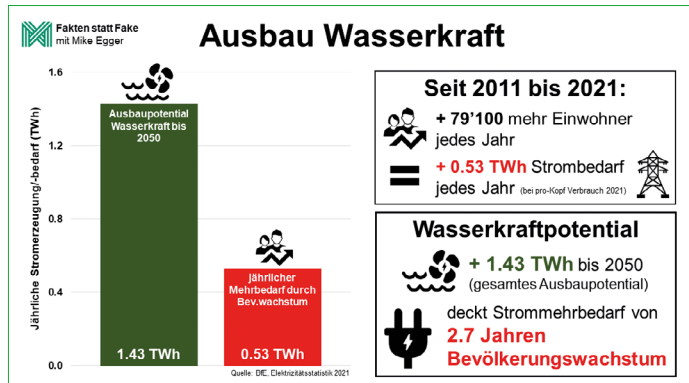 Fakten statt Fake
mit Mike Egger
Ausbau Wasserkraft
Jährliche Stromerzeugung/-bedarf (TWh)
1.6
1.2
0.8
0.4
0.0
Ausbaupotential
Wasserkraft bis
2050
1.43 TWh
jährlicher
Mehrbedarf durch
Bev.wachstum
0.53 TWh
Quelle: BfE, Elektrizitätsstatistik 2021
Seit 2011 bis 2021:
+ 79'100 mehr Einwohner
jedes Jahr
= + 0.53 TWh Strombedarf
jedes Jahr (bei pro-Kopf Verbrauch 2021)
Wasserkraftpotential
+ 1.43 TWh bis 2050
(gesamtes Ausbaupotential)
deckt Strommehrbedarf von
2.7 Jahren
Bevölkerungswachstum